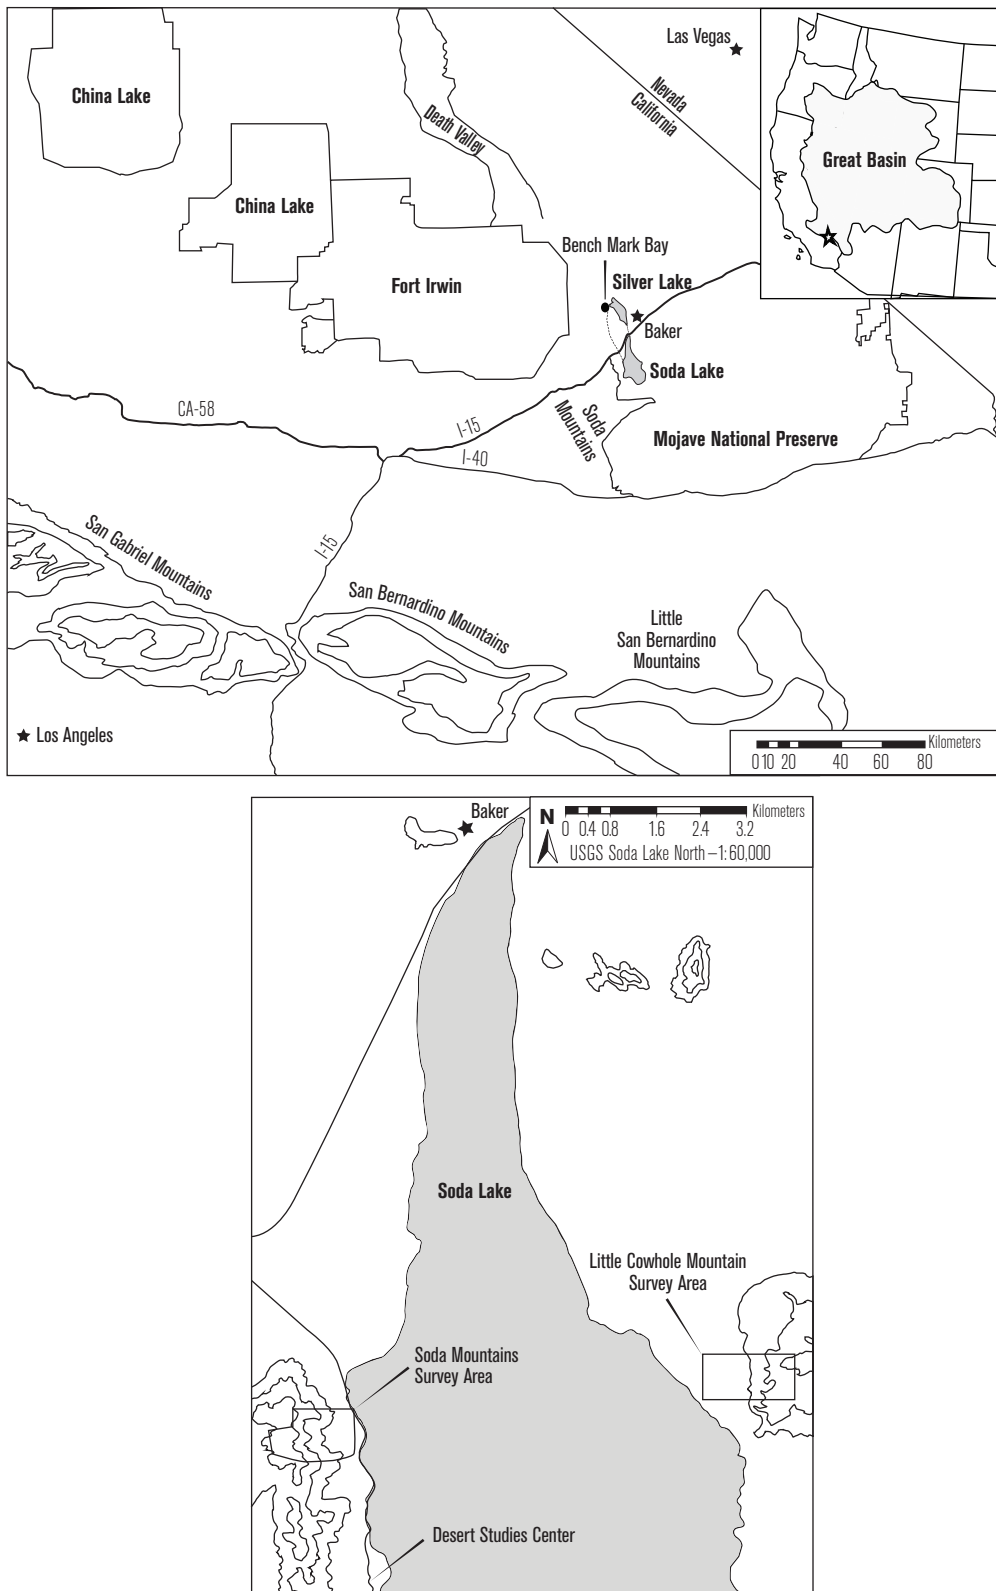 Las Vegas
China Lake
Nevada
California
Death Valley
Great Basin
China Lake
Bench Mark Bay
Fort Irwin
Silver Lake
Baker
Soda Lake
CA-58
Soda
Mountains
I-15
Mojave National Preserve
I-40
San Gabriel Mountains
I-15
San Bernardino Mountains
Little
San Bernardino
Mountains
Los Angeles
Kilometers
0 10 20 40 60 80
Baker
N
Kilometers
0 0.4 0.8 1.6 2.4 3.2
USGS Soda Lake North –1:60,000
Soda Lake
Little Cowhole Mountain
Survey Area
Soda Mountains
Survey Area
Desert Studies Center